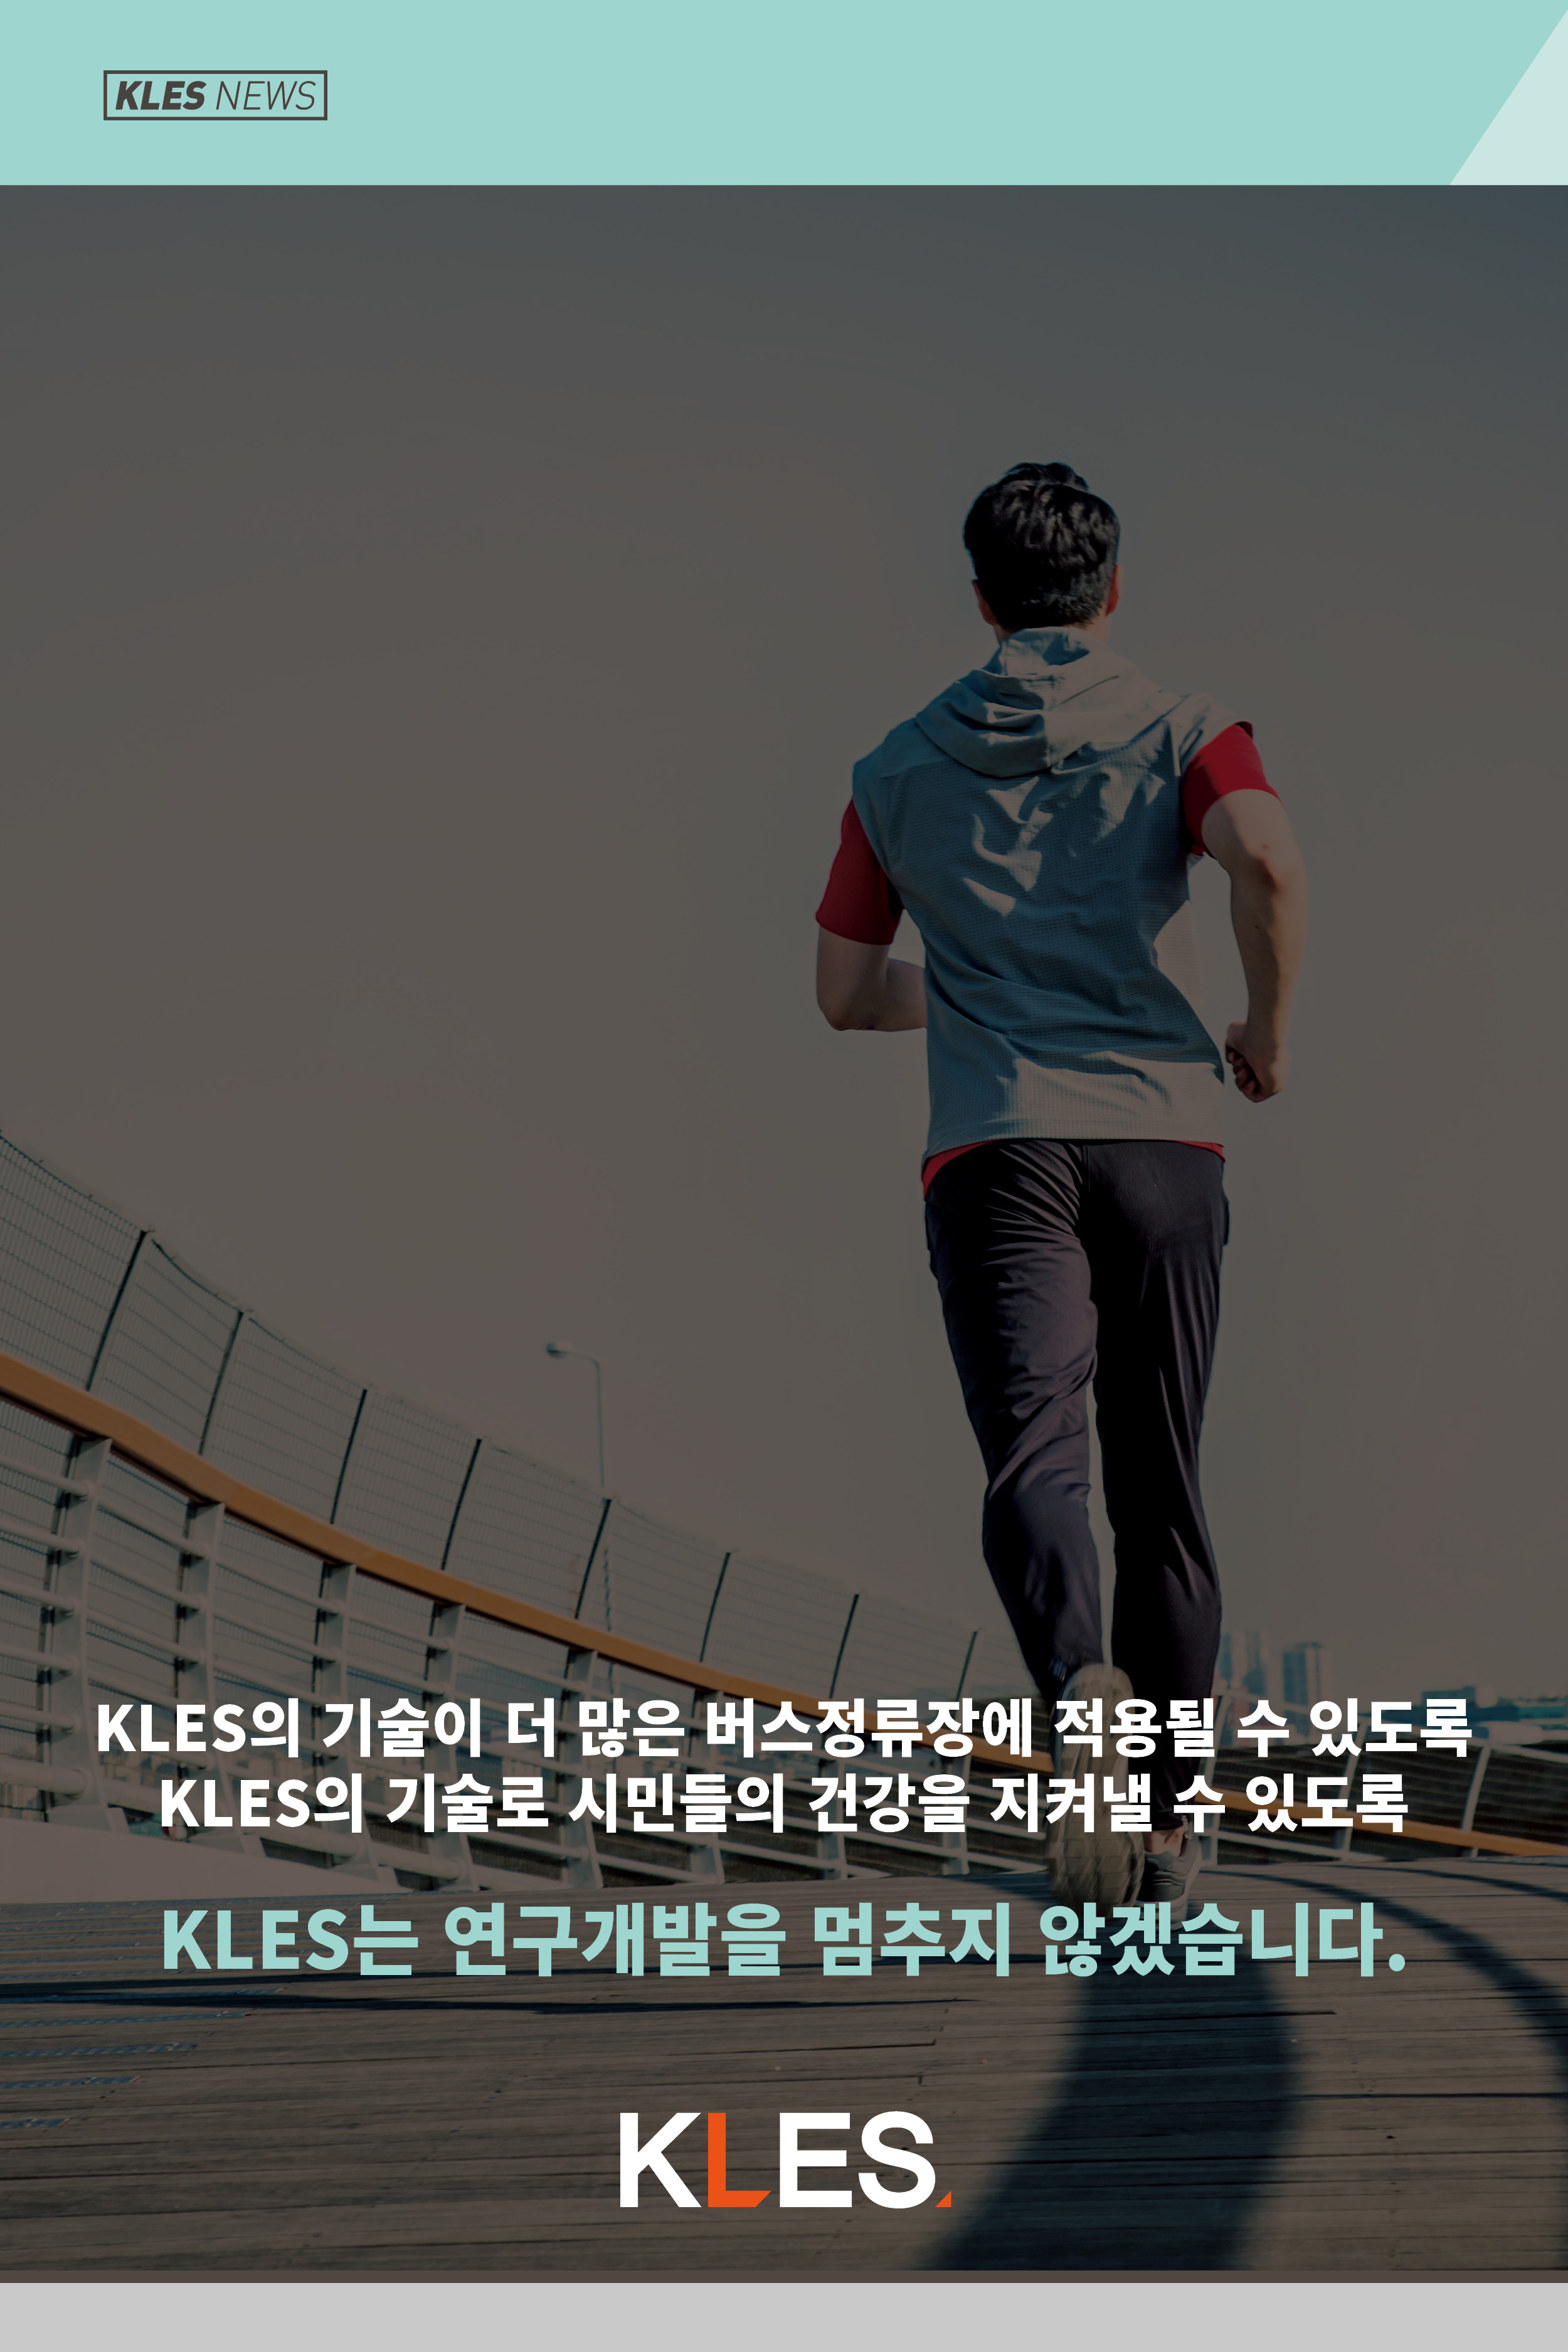 KLES NEWS
KLES의 기술이 더 많은 버스정류장에 적용될 수 있도록
KLES의 기술로 시민들의 건강을 지켜낼 수 있도록
KLES는 연구개발을 멈추지 않겠습니다.
KLES